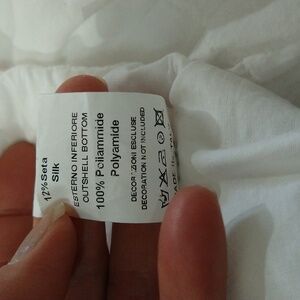 12%Seta
Silk
ESTERNO INFERIORE
OUTSHELL BOTTOM
100% Poliammide
Polyamide
DECORAZIONI ESCLUSE
DECORATION NOT INCLUDED